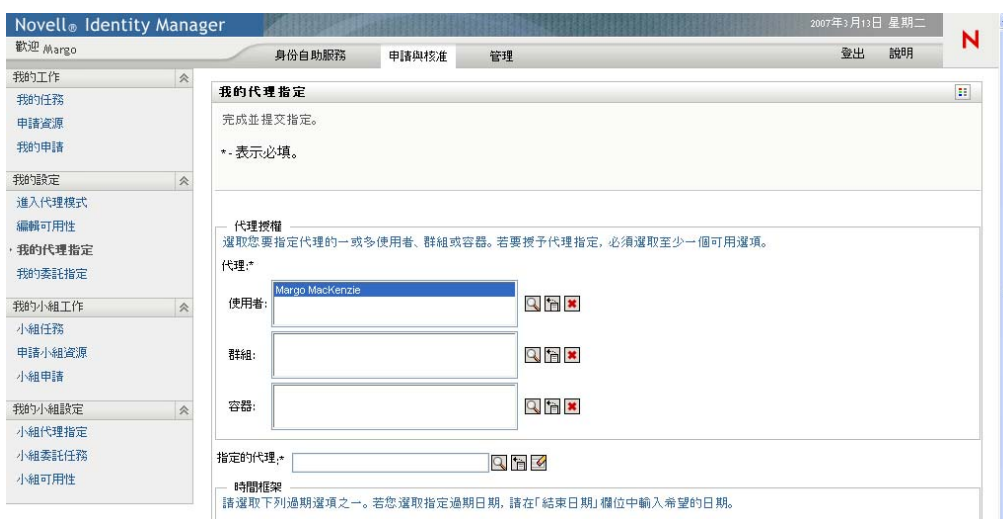 Novell® Identity Manager
2007年3月13日 星期二
歡迎 Margo
身份自助服務 申請與核准 管理 登出 說明
N
我的工作
我的任務
申請資源
我的申請
我的設定
進入代理模式
編輯可用性
我的代理指定
我的委託指定
我的小組工作
小組任務
申請小組資源
小組申請
我的小組設定
小組代理指定
小組委託任務
小組可用性
我的代理指定
完成並提交指定。
*-表示必填。
代理授權
選取您要指定代理的一或多使用者、群組或容器。若要授予代理指定，必須選取至少一個可用選項。
代理:*
使用者: Margo MacKenzie
群組:
容器:
指定的代理:*
時間框架
請選取下列過期選項之一。若您選取指定過期日期，請在「結束日期」欄位中輸入希望的日期。